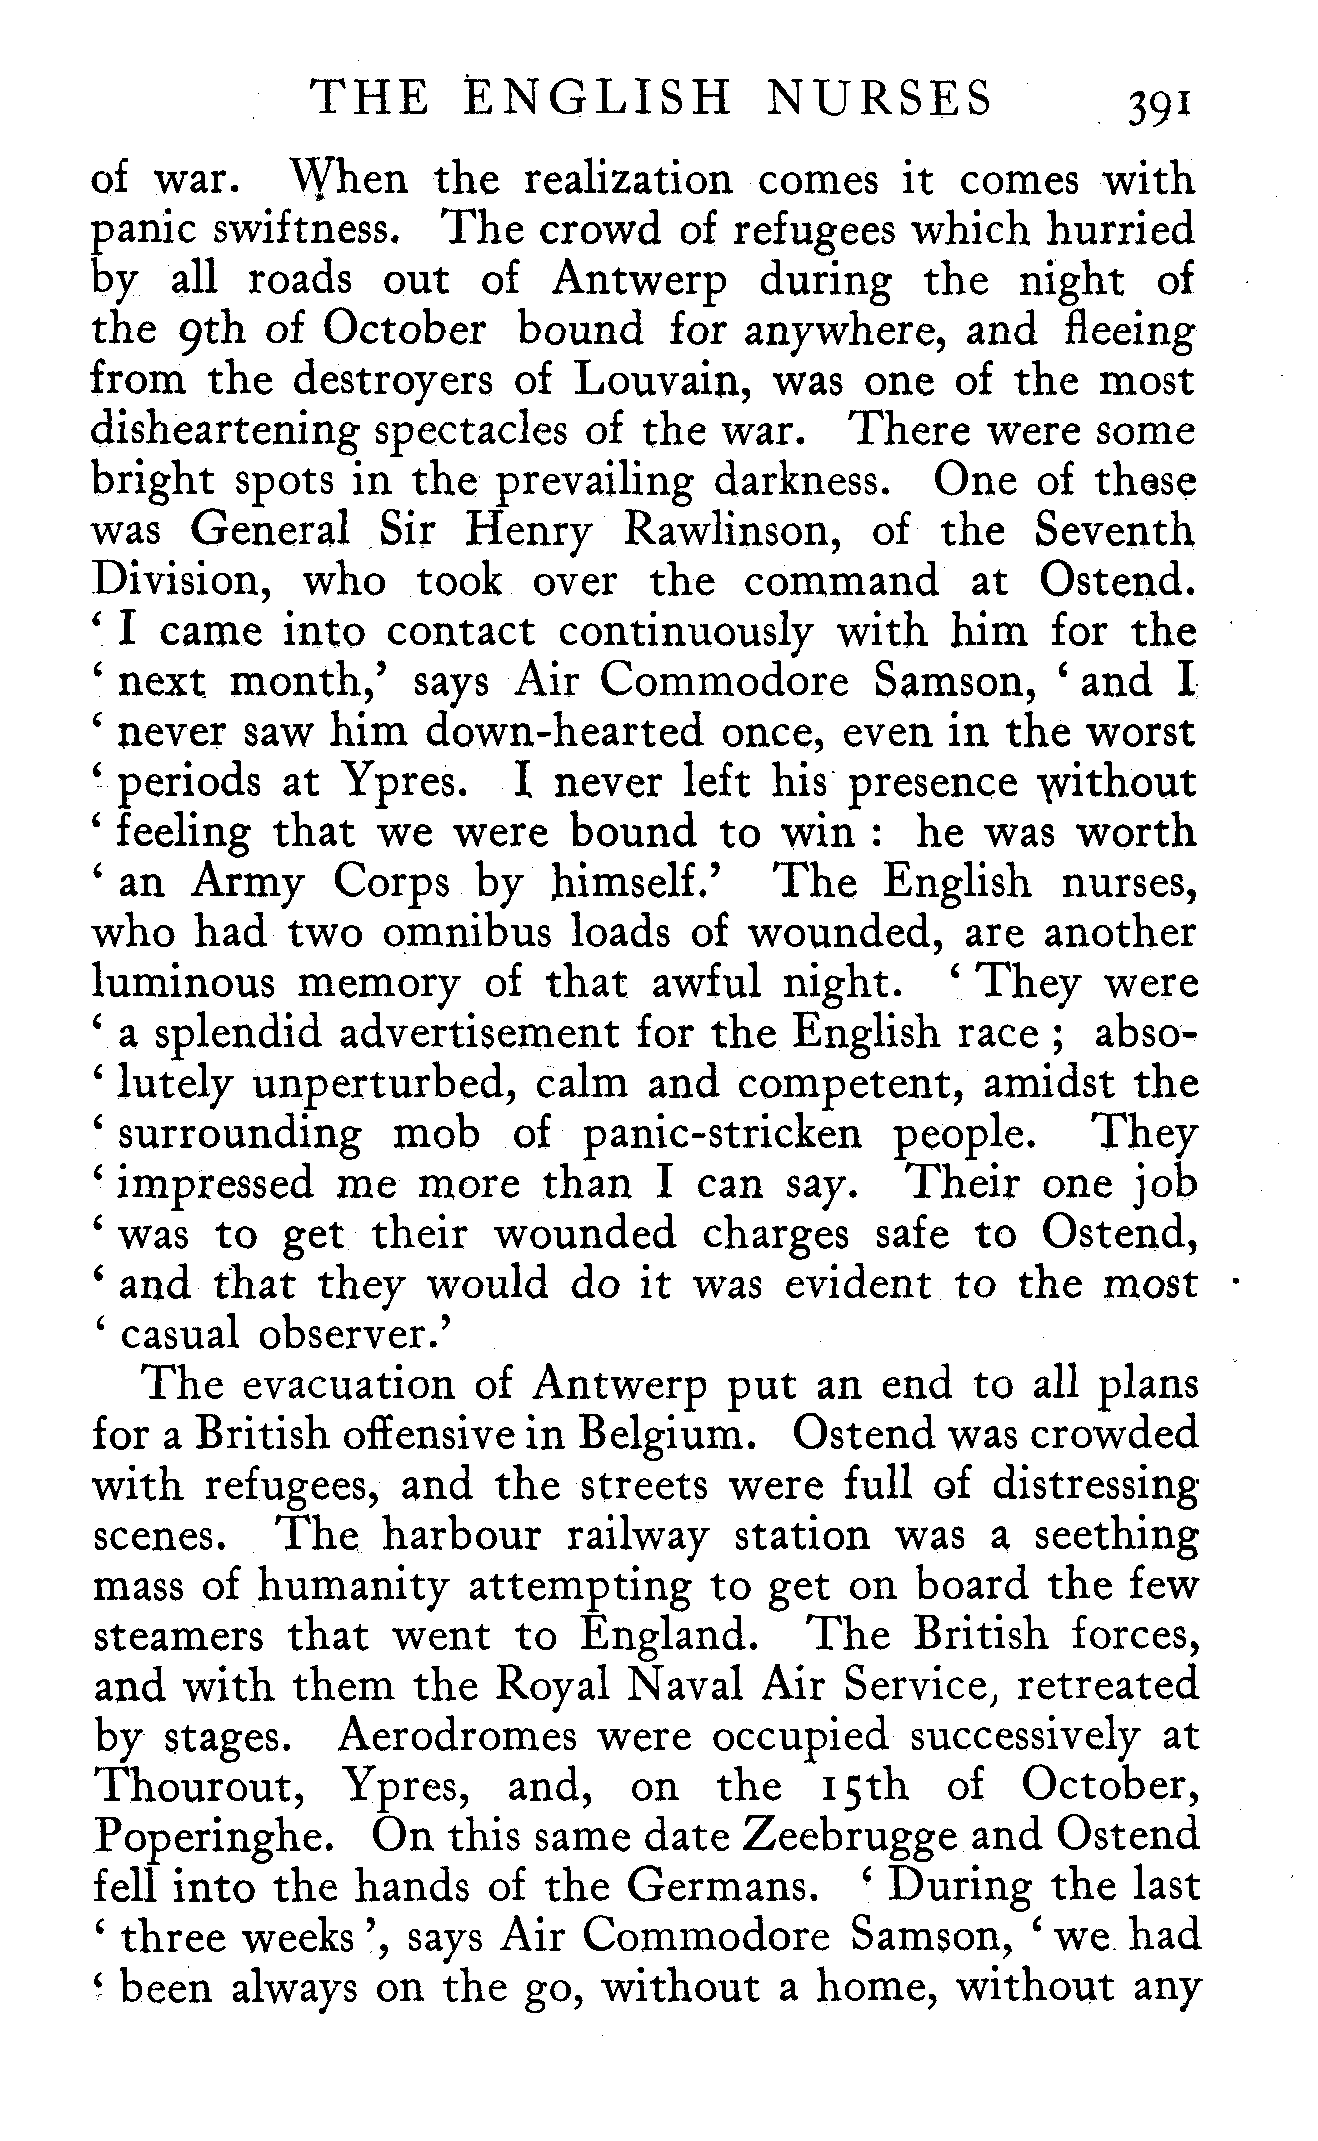 THE ENGLISH NURSES 391
of war. When the realization comes it comes with
panic swiftness. The crowd of refugees which hurried
by all roads out of Antwerp during the night of
the 9th of October bound for anywhere, and fleeing
from the destroyers of Louvain, was one of the most
disheartening spectacles of the war. There were some
bright spots in the prevailing darkness. One of these
was General Sir Henry Rawlinson, of the Seventh
Division, who took over the command at Ostend.
‘ I came into contact continuously with him for the
‘ next month,’ says Air Commodore Samson, ‘ and I
‘ never saw him down-hearted once, even in the worst
‘ periods at Ypres. I never left his presence without
‘ feeling that we were bound to win : he was worth
‘ an Army Corps by himself.’ The English nurses,
who had two omnibus loads of wounded, are another
luminous memory of that awful night. ‘ They were
‘ a splendid advertisement for the English race ; abso-
‘ lutely unperturbed, calm and competent, amidst the
‘ surrounding mob of panic-stricken people. They
‘ impressed me more than I can say. Their one job
‘ was to get their wounded charges safe to Ostend,
‘ and that they would do it was evident to the most
‘ casual observer.’
The evacuation of Antwerp put an end to all plans
for a British offensive in Belgium. Ostend was crowded
with refugees, and the streets were full of distressing
scenes. The harbour railway station was a seething
mass of humanity attempting to get on board the few
steamers that went to England. The British forces,
and with them the Royal Naval Air Service, retreated
by stages. Aerodromes were occupied successively at
Thourout, Ypres, and, on the 15th of October,
Poperinghe. On this same date Zeebrugge and Ostend
fell into the hands of the Germans. ‘ During the last
‘ three weeks ’, says Air Commodore Samson, ‘ we had
‘ been always on the go, without a home, without any